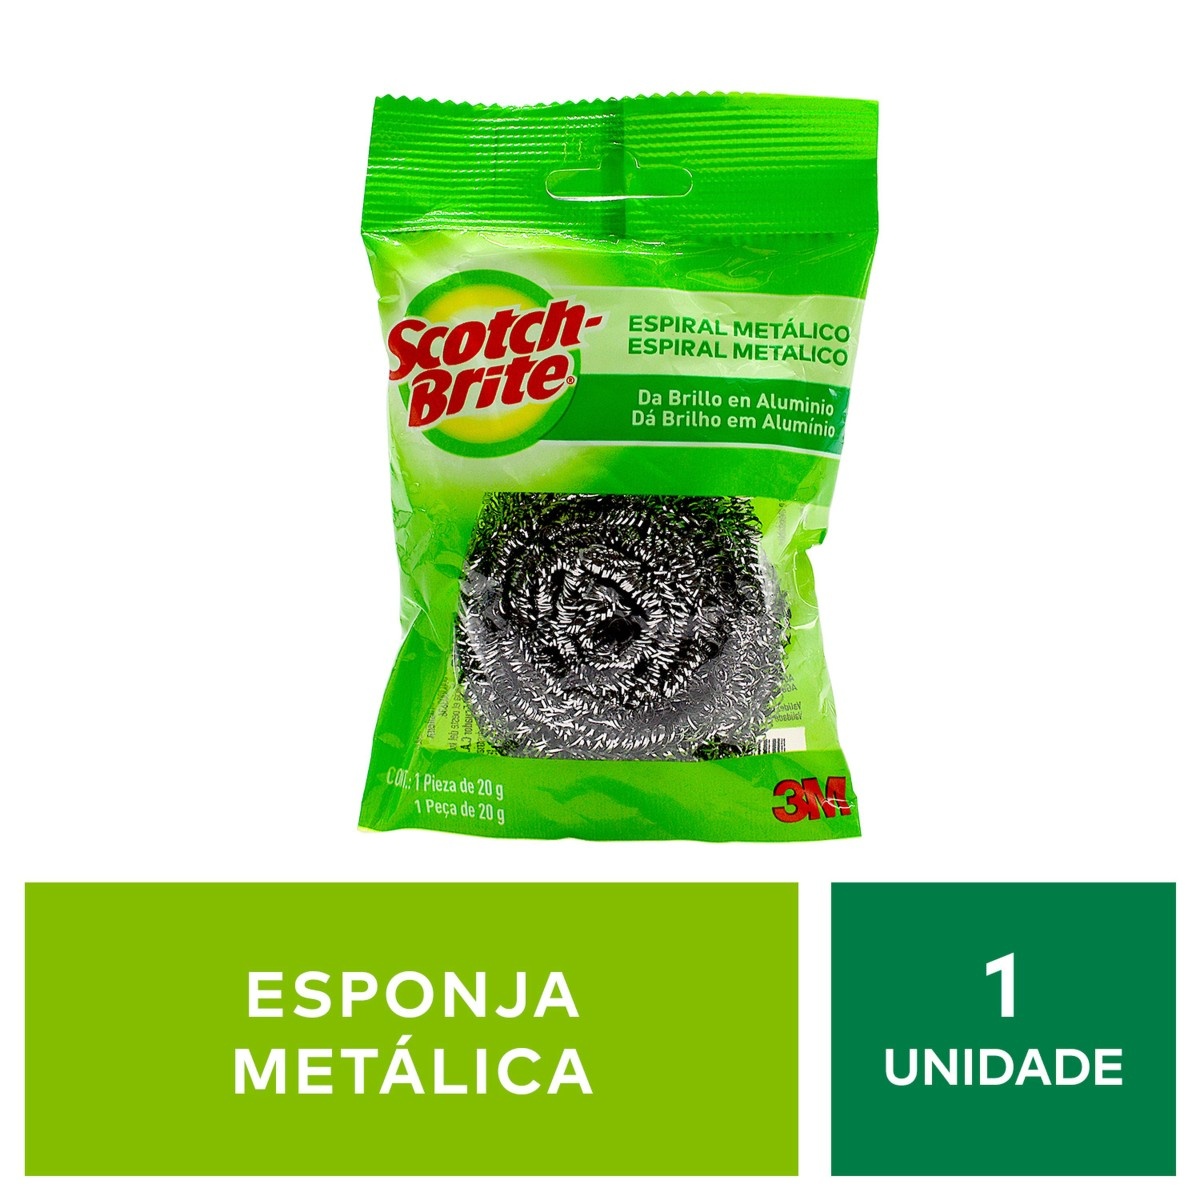 Scotch-
Brite®
ESPIRAL METÁLICO
ESPIRAL METALICO
Da Brillo en Aluminio
Dá Brilho em Alumínio
CONT.: 1 Pieza de 20 g
1 Peça de 20 g
3M
ESPONJA
METÁLICA
1
UNIDADE